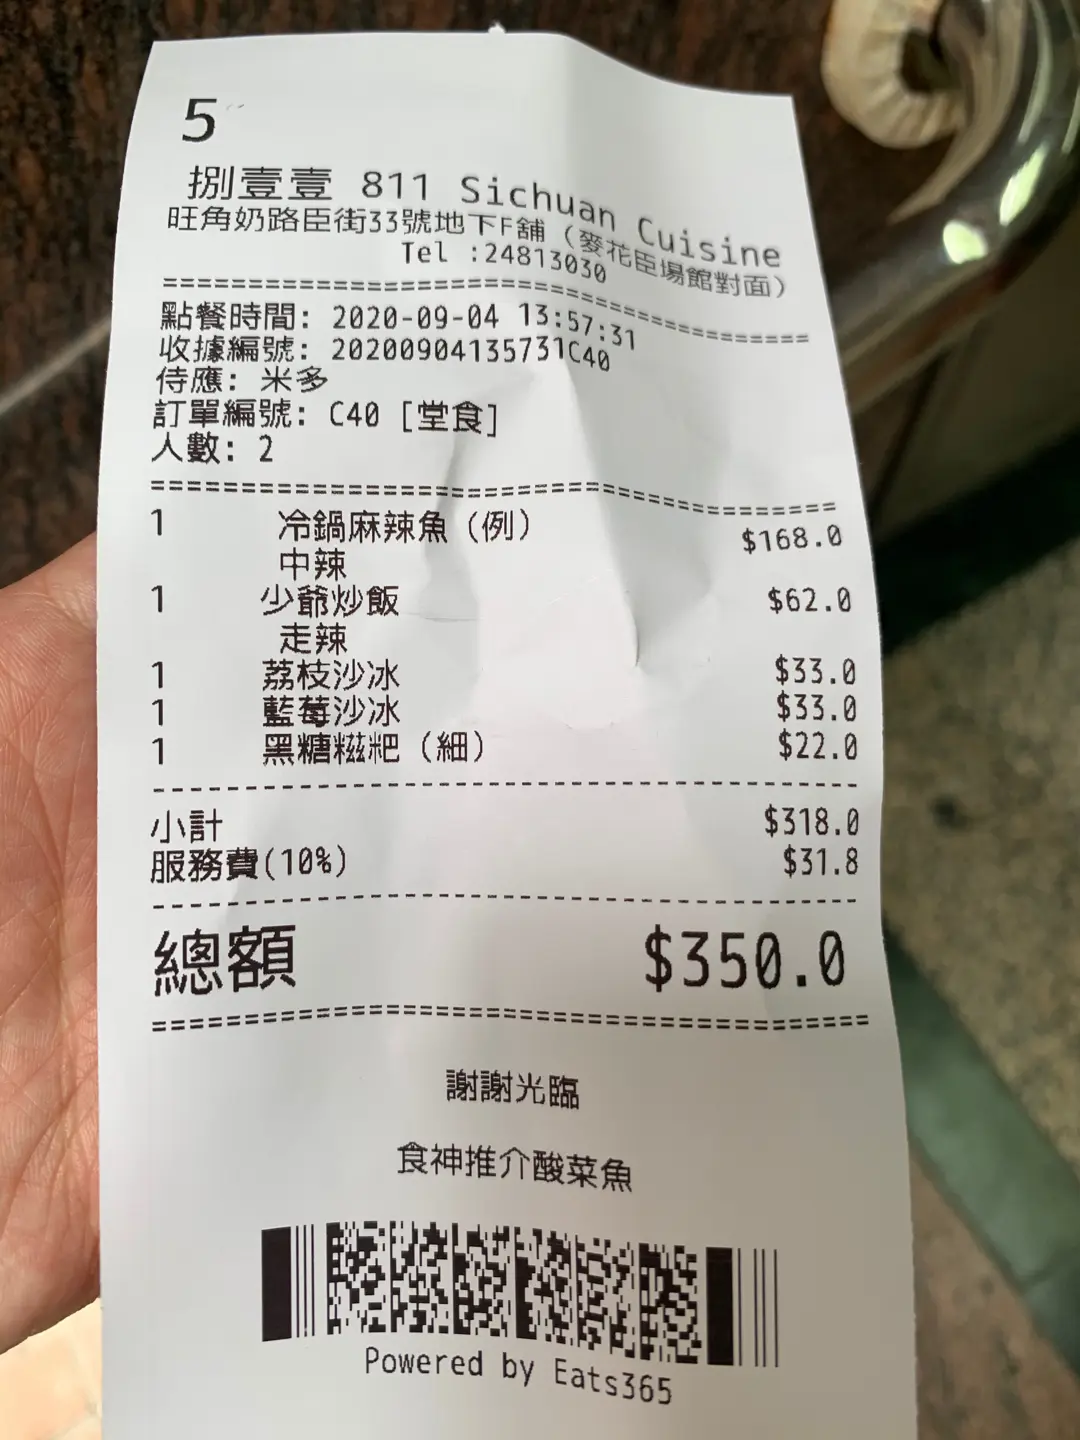 5
捌壹壹 811 Sichuan Cuisine
旺角奶路臣街33號地下F舖 (麥花臣場館對面)
Tel :24813030
點餐時間: 2020-09-04 13:57:31
收據編號: 20200904135731C40
侍應: 米多
訂單編號: C40 [堂食]
人數: 2
1 冷鍋麻辣魚 (例) $168.0
中辣
1 少爺炒飯 $62.0
走辣
1 荔枝沙冰 $33.0
1 藍莓沙冰 $33.0
1 黑糖糍粑 (細) $22.0
小計 $318.0
服務費(10%) $31.8
總額 $350.0
謝謝光臨
食神推介酸菜魚
Powered by Eats365